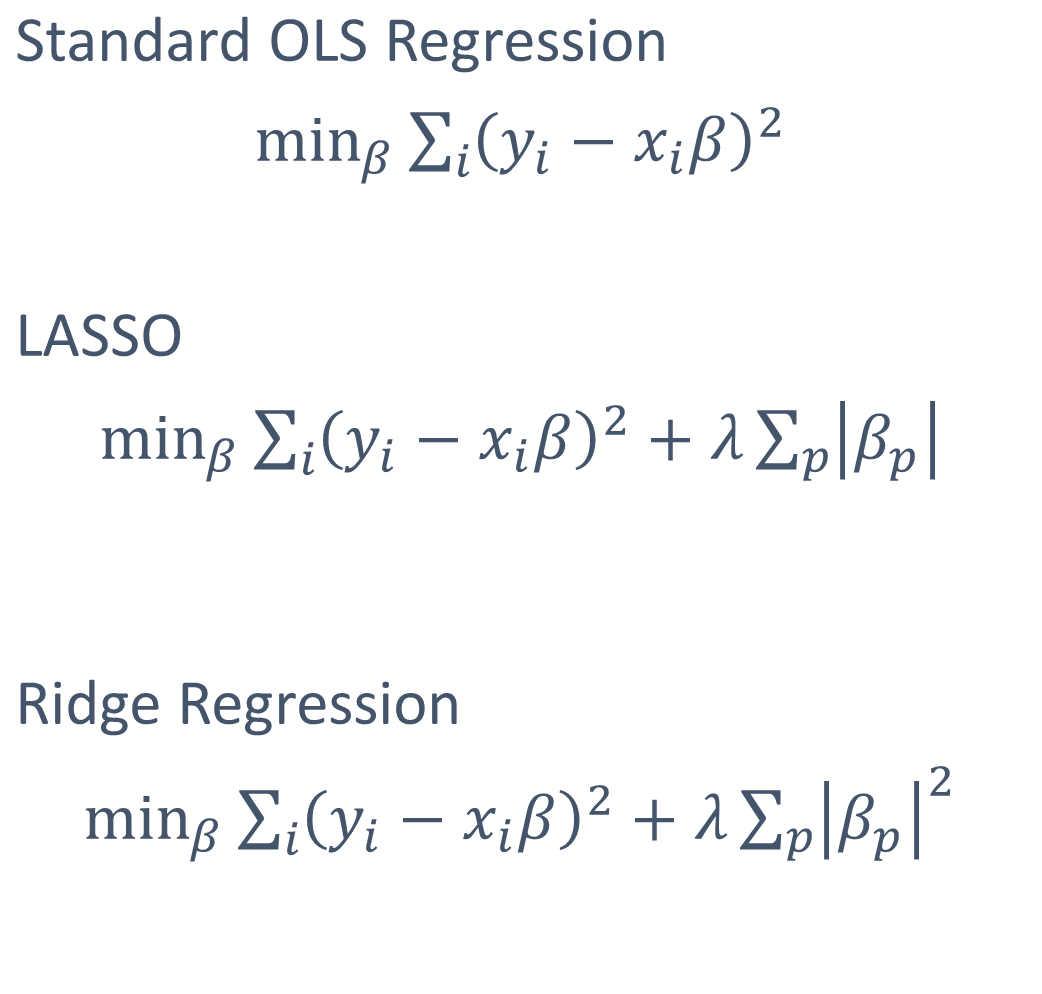 Standard OLS Regression
min_β ∑_i(y_i − x_iβ)²
LASSO
min_β ∑_i(y_i − x_iβ)² + λ∑_p|β_p|
Ridge Regression
min_β ∑_i(y_i − x_iβ)² + λ∑_p|β_p|²